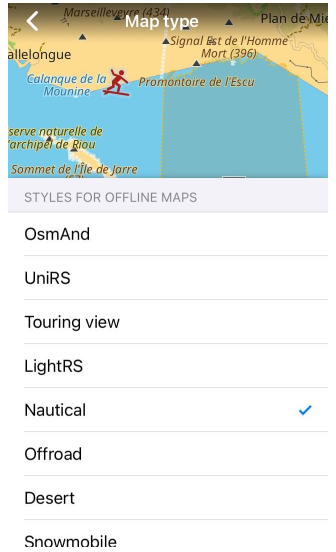 Marseilleveyre (434)
Map type
Plan de Mie
Signal Est de l'Homme
Mort (396)
allelongue
Calanque de la
Mounine
Promontoire de l'Escu
serve naturelle de
'archipel de Riou
Sommet de l'Île de Jarre
STYLES FOR OFFLINE MAPS
OsmAnd
UniRS
Touring view
LightRS
Nautical
Offroad
Desert
Snowmobile